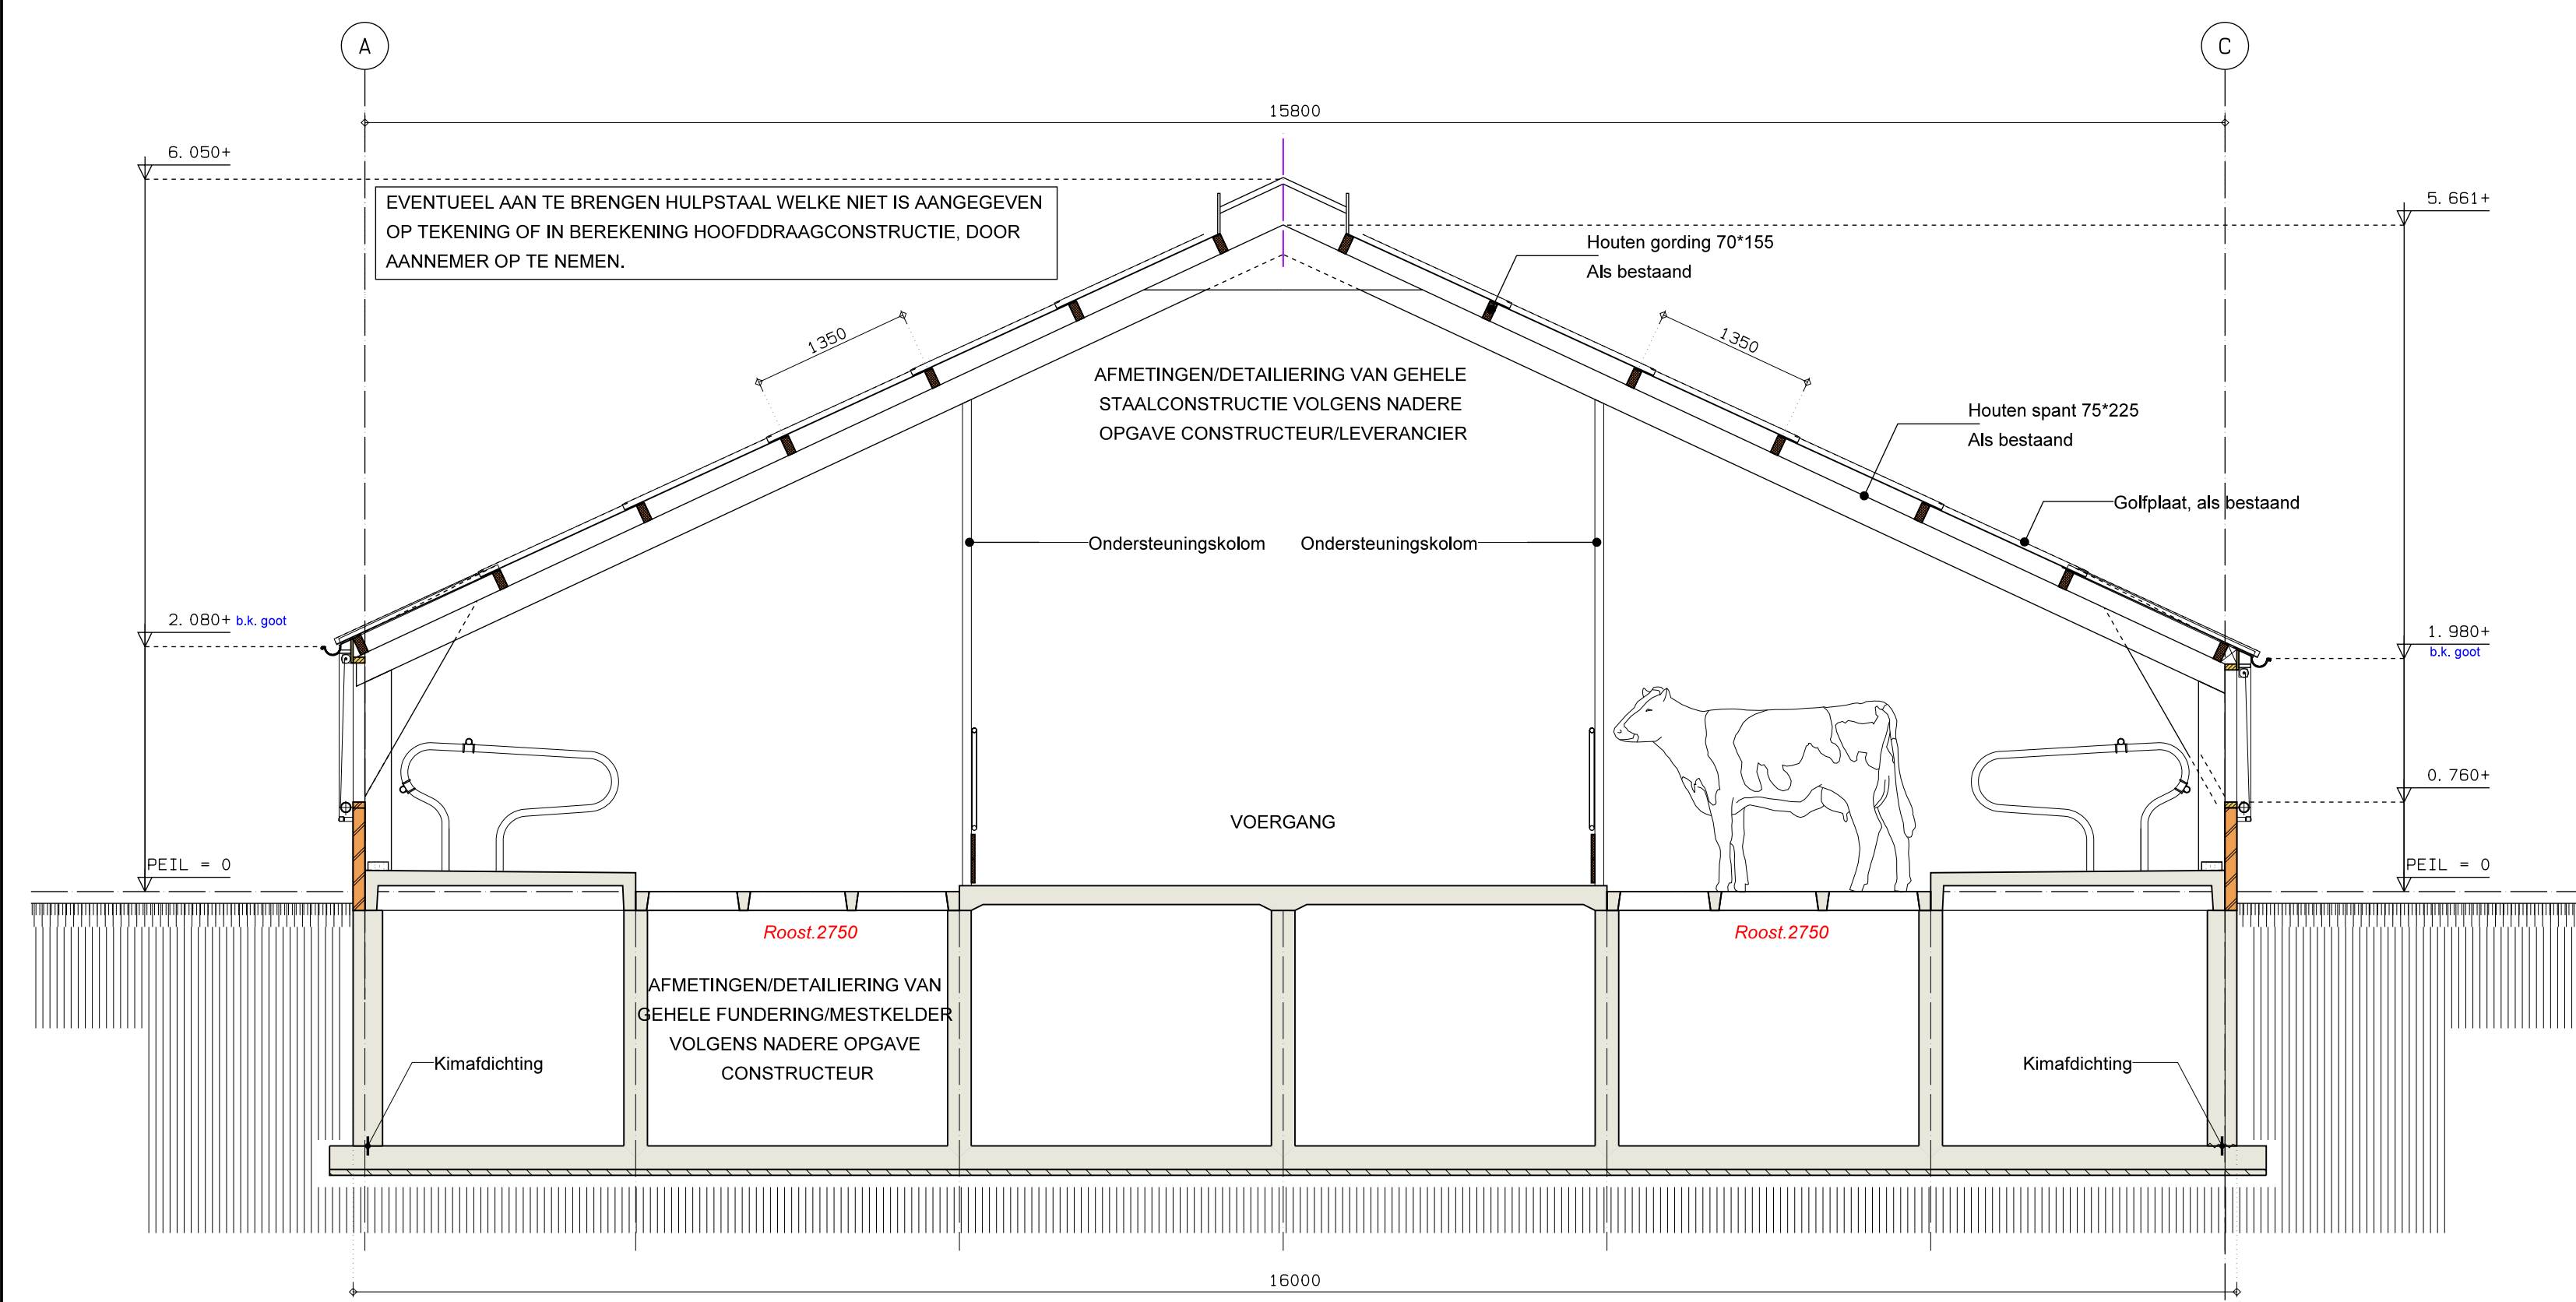 A
C
15800
6. 050+
5. 661+
EVENTUEEL AAN TE BRENGEN HULPSTAAL WELKE NIET IS AANGEGEVEN
OP TEKENING OF IN BEREKENING HOOFDDRAAGCONSTRUCTIE, DOOR
AANNEMER OP TE NEMEN.
Houten gording 70*155
Als bestaand
1350
1350
AFMETINGEN/DETAILIERING VAN GEHELE
STAALCONSTRUCTIE VOLGENS NADERE
OPGAVE CONSTRUCTEUR/LEVERANCIER
Houten spant 75*225
Als bestaand
Golfplaat, als bestaand
Ondersteuningskolom
Ondersteuningskolom
2. 080+ b.k. goot
1. 980+
b.k. goot
0. 760+
VOERGANG
PEIL = 0
PEIL = 0
Roost.2750
Roost.2750
AFMETINGEN/DETAILIERING VAN
GEHELE FUNDERING/MESTKELDER
VOLGENS NADERE OPGAVE
CONSTRUCTEUR
Kimafdichting
Kimafdichting
16000